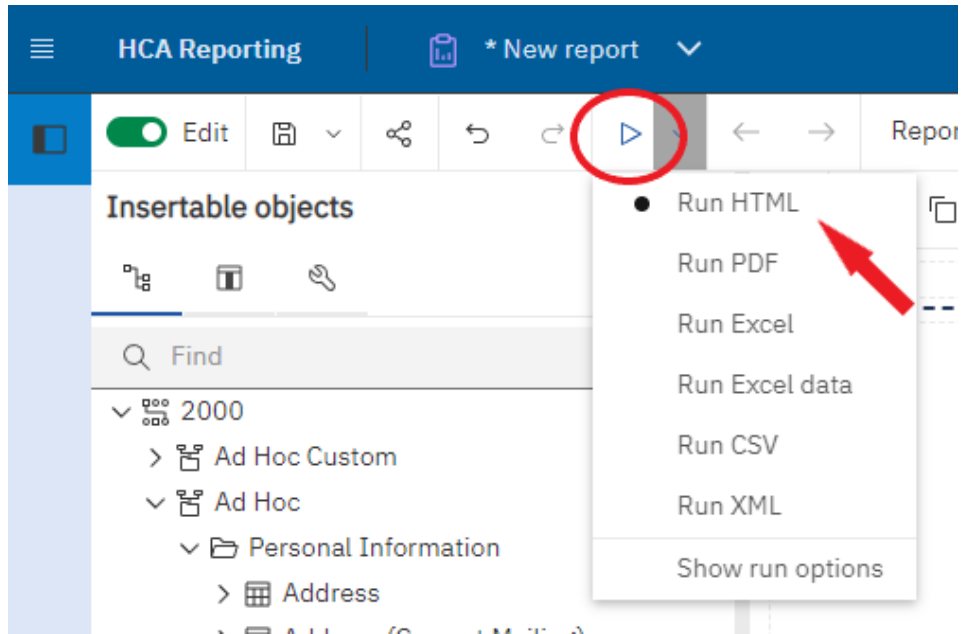 HCA Reporting * New report
Edit Repor
Insertable objects
Run HTML
Run PDF
Run Excel
Run Excel data
Run CSV
Run XML
Show run options
Find
2000
Ad Hoc Custom
Ad Hoc
Personal Information
Address